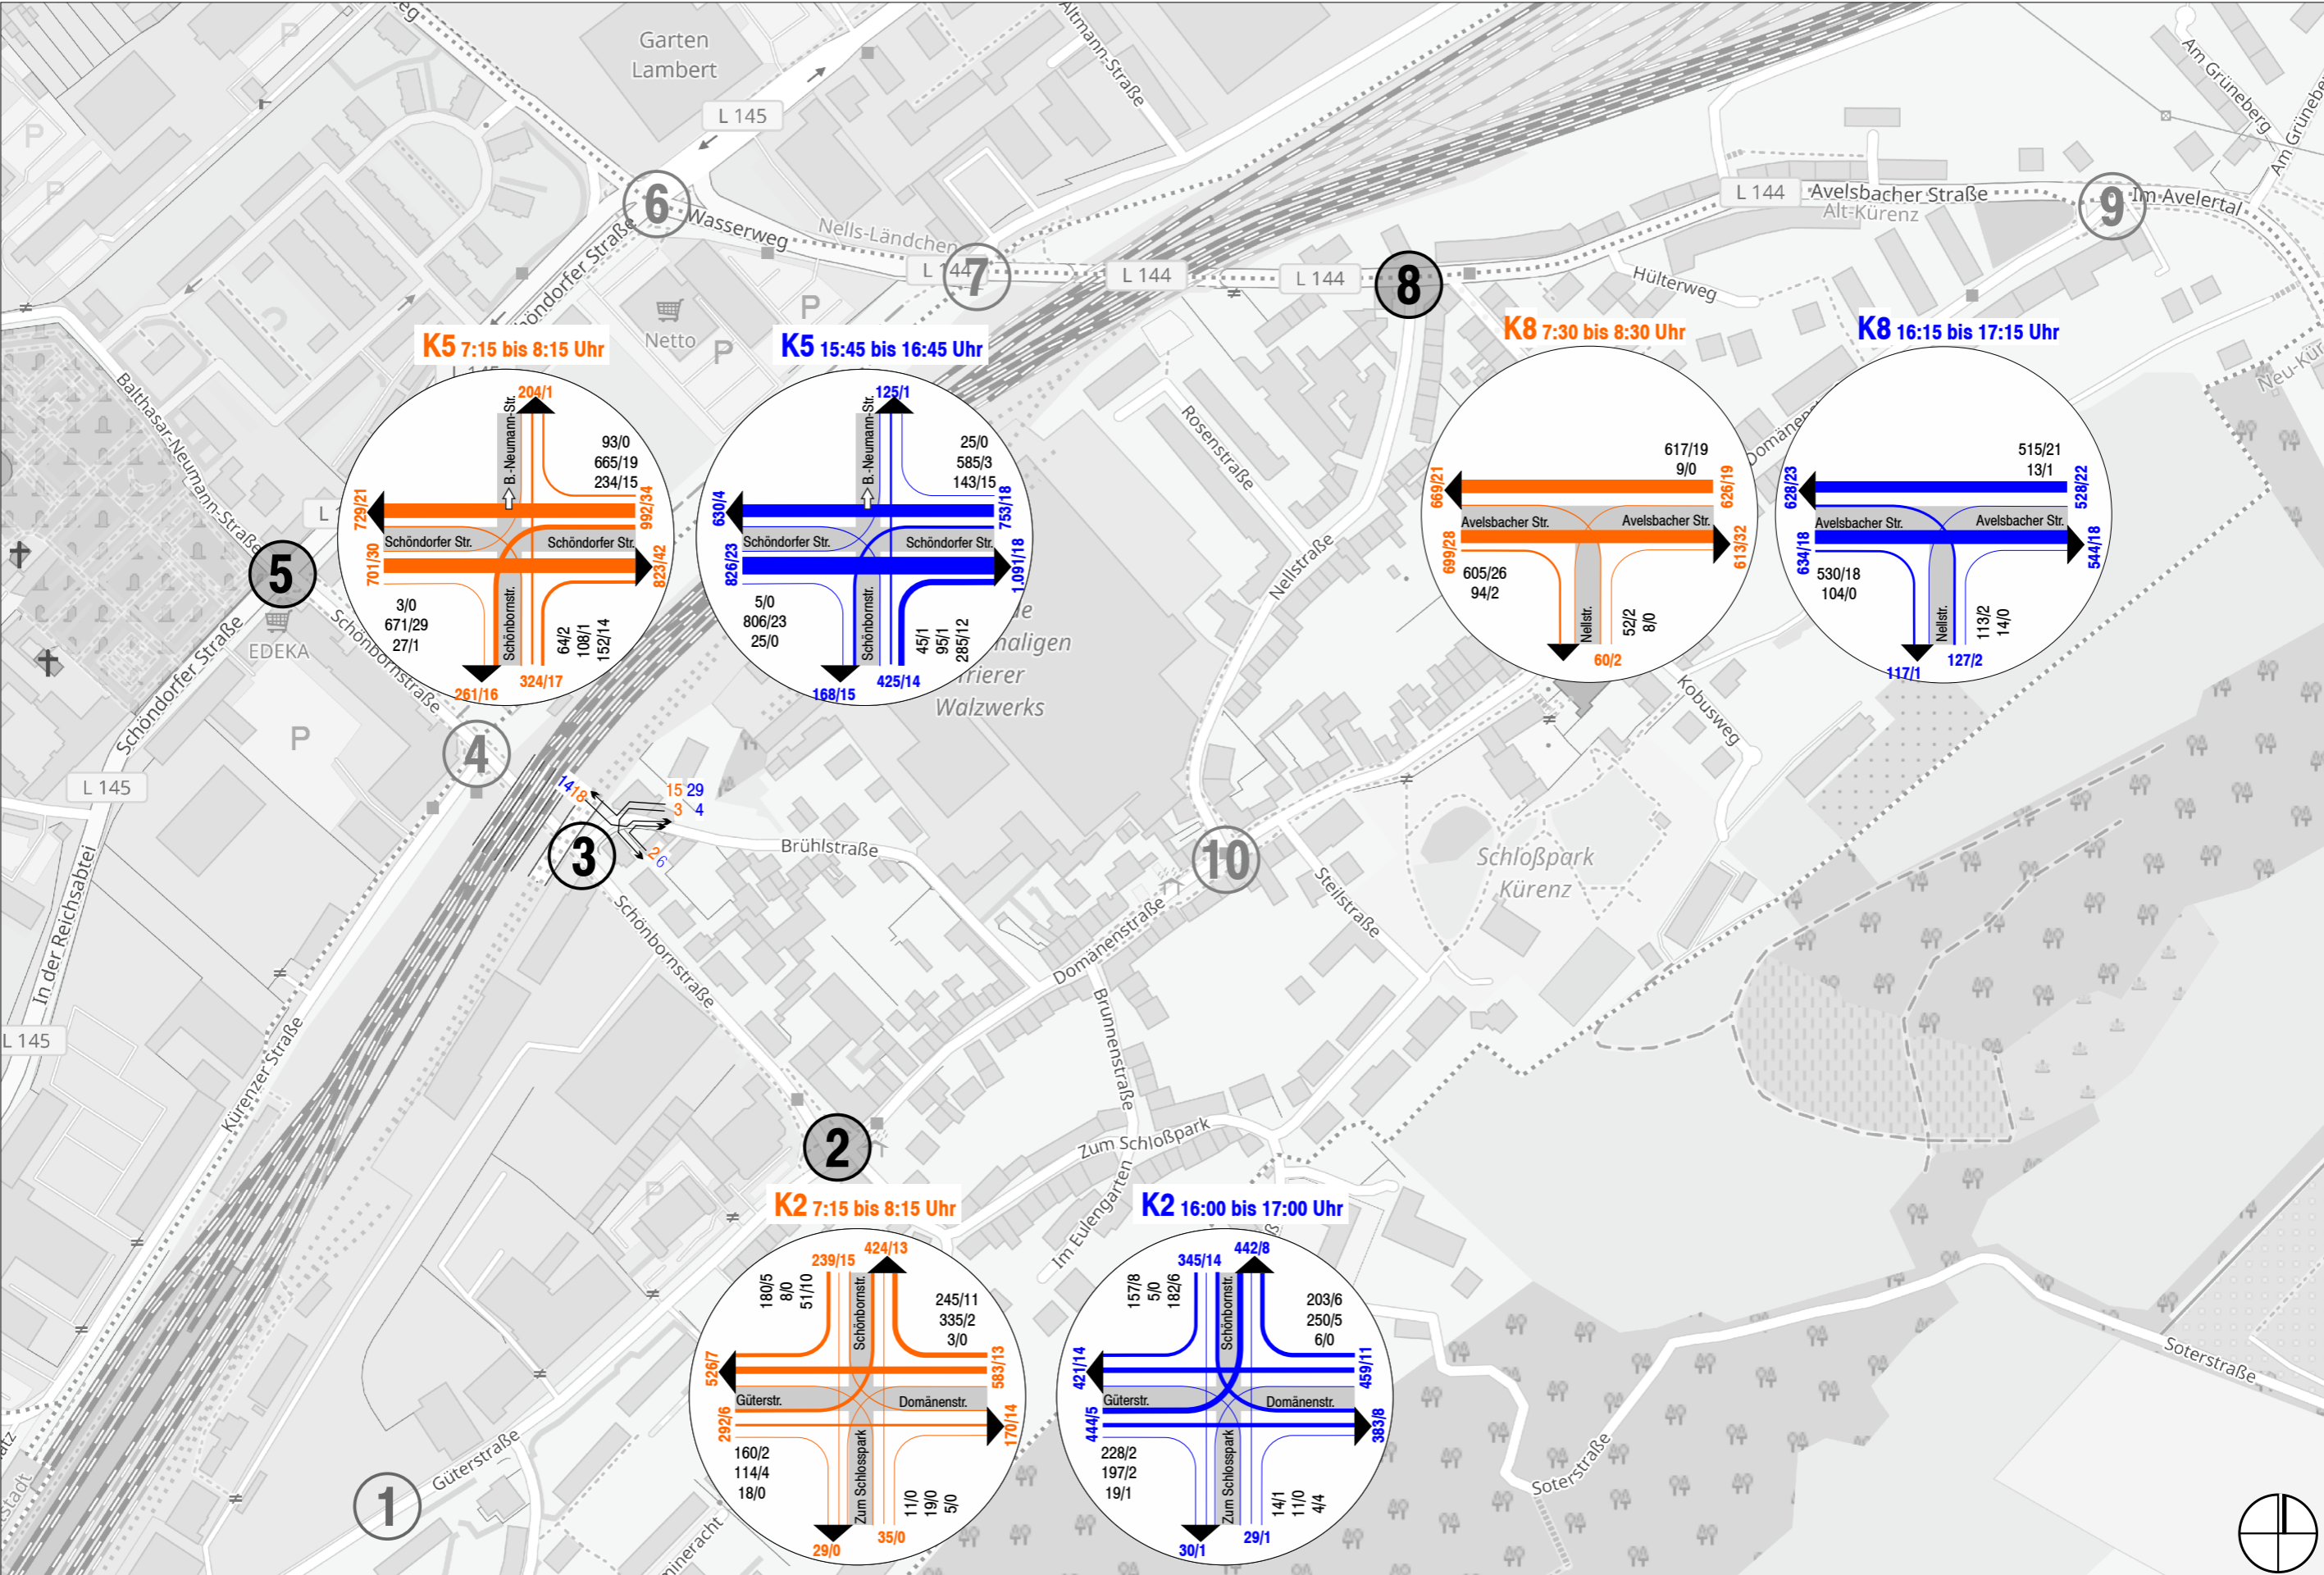 Garten
Lambert
Altmann-Straße
L 145
Am Grüneberg
Am Grüneberg
L 144
Avelsbacher Straße
Alt-Kürenz
Im Avelertal
6
Wasserweg
Nells-Ländchen
L 144
7
L 144
L 144
8
9
Hülterweg
Netto
P
P
P
P
P
Balthasar-Neumann-Straße
5
EDEKA
Schöndorfer Straße
Schönbornstraße
P
L 145
4
In der Reichsabtei
L 145
Kürenzer Straße
K5 7:15 bis 8:15 Uhr
204/1
B.-Neumann-Str.
93/0
665/19
234/15
729/21
992/34
Schöndorfer Str.
Schöndorfer Str.
701/30
823/42
3/0
671/29
27/1
Schönbornstr.
64/2
108/1
152/14
261/16
324/17
K5 15:45 bis 16:45 Uhr
125/1
B.-Neumann-Str.
25/0
585/3
143/15
630/4
753/18
Schöndorfer Str.
Schöndorfer Str.
826/23
1.091/18
5/0
806/23
25/0
Schönbornstr.
45/1
95/1
285/12
168/15
425/14
Walzwerks
Rosenstraße
Nellstraße
K8 7:30 bis 8:30 Uhr
617/19
9/0
669/21
626/19
Avelsbacher Str.
Avelsbacher Str.
699/28
613/32
605/26
94/2
Nellstr.
52/2
8/0
60/2
K8 16:15 bis 17:15 Uhr
515/21
13/1
628/23
528/22
Avelsbacher Str.
Avelsbacher Str.
634/18
544/18
530/18
104/0
Nellstr.
113/2
14/0
117/1
127/2
Kobusweg
14 18
15 29
3 4
2 6
3
Brühlstraße
10
Schloßpark
Kürenz
Steilstraße
Domänenstraße
Schönbornstraße
Brunnenstraße
2
Zum Schloßpark
Im Eulengarten
P
K2 7:15 bis 8:15 Uhr
239/15
424/13
180/5
8/0
51/10
Schönbornstr.
245/11
335/2
3/0
526/7
583/13
Güterstr.
Domänenstr.
292/6
170/14
160/2
114/4
18/0
Zum Schlosspark
11/0
19/0
5/0
29/0
35/0
K2 16:00 bis 17:00 Uhr
345/14
442/8
157/8
5/0
182/6
Schönbornstr.
203/6
250/5
6/0
421/14
459/11
Güterstr.
Domänenstr.
444/5
383/8
228/2
197/2
19/1
Zum Schlosspark
14/1
11/0
4/4
30/1
29/1
1
Güterstraße
Soterstraße
Soterstraße